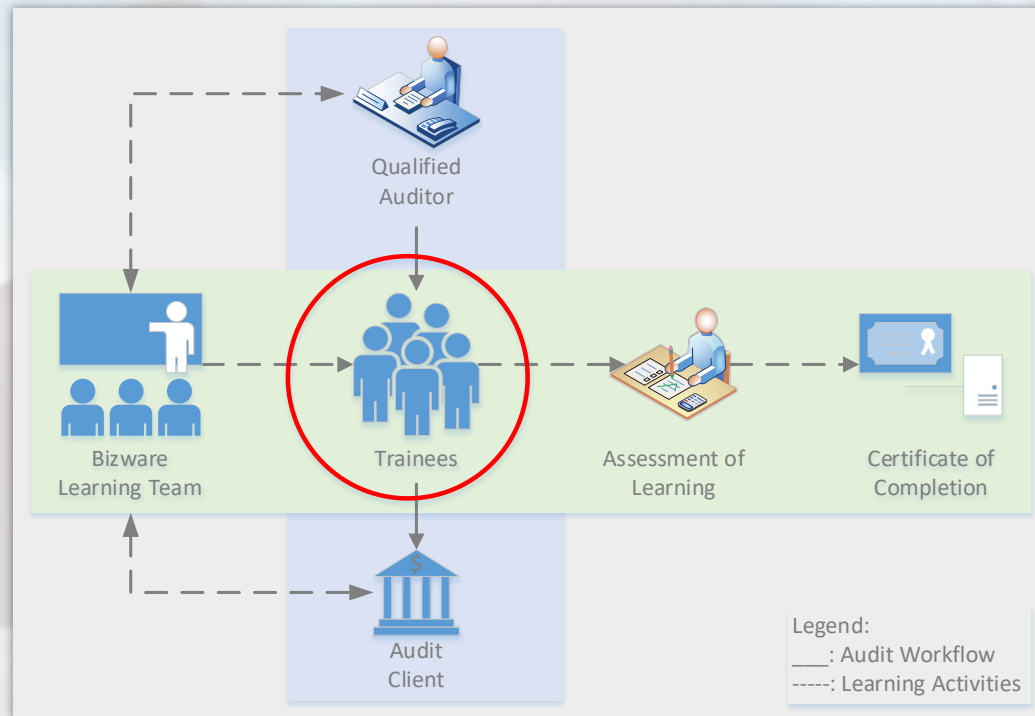 Qualified
Auditor
Bizware
Learning Team
Trainees
Assessment of
Learning
Certificate of
Completion
$
Audit
Client
Legend:
___: Audit Workflow
-----: Learning Activities